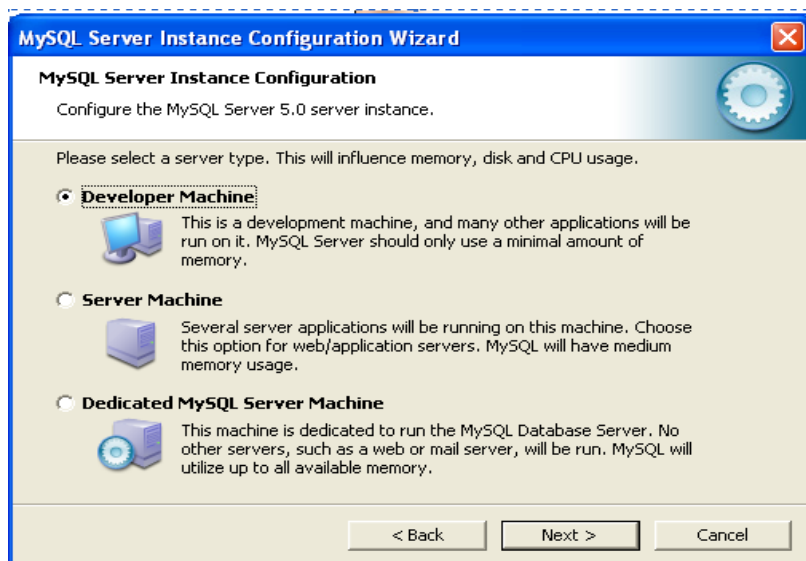 MySQL Server Instance Configuration Wizard
MySQL Server Instance Configuration
Configure the MySQL Server 5.0 server instance.
Please select a server type. This will influence memory, disk and CPU usage.
Developer Machine
This is a development machine, and many other applications will be
run on it. MySQL Server should only use a minimal amount of
memory.
Server Machine
Several server applications will be running on this machine. Choose
this option for web/application servers. MySQL will have medium
memory usage.
Dedicated MySQL Server Machine
This machine is dedicated to run the MySQL Database Server. No
other servers, such as a web or mail server, will be run. MySQL will
utilize up to all available memory.
< Back
Next >
Cancel